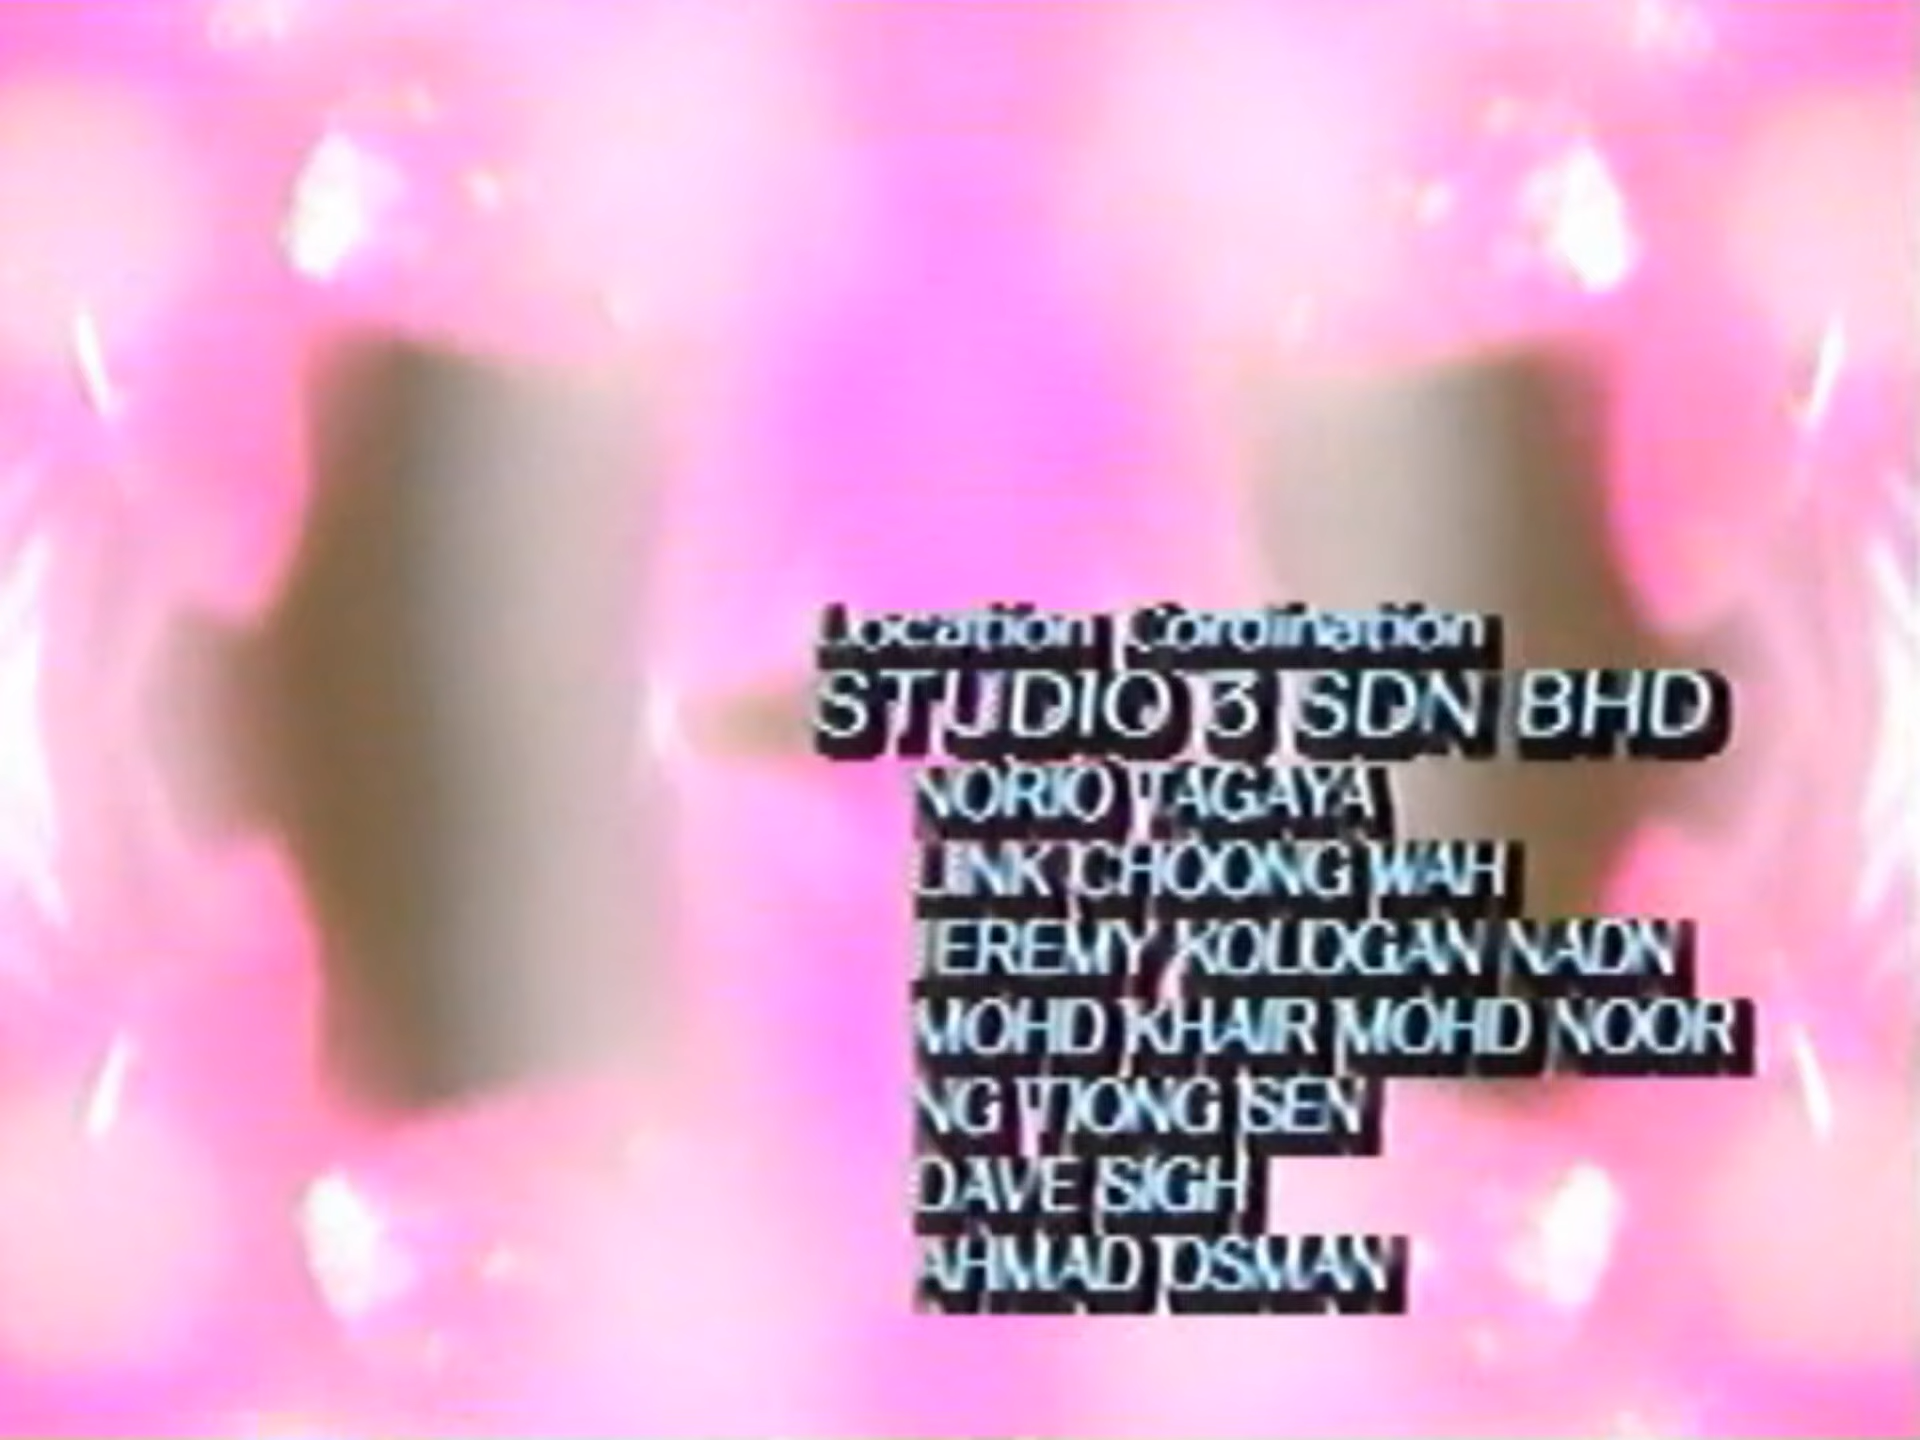 Location Cordination
STUDIO 3 SDN BHD
NORIO TAGAYA
LINK CHOONG WAH
JEREMY KOLOGAN NADN
MOHD KHAIR MOHD NOOR
NG TIONG SEN
DAVE SIGH
AHMAD OSMAN